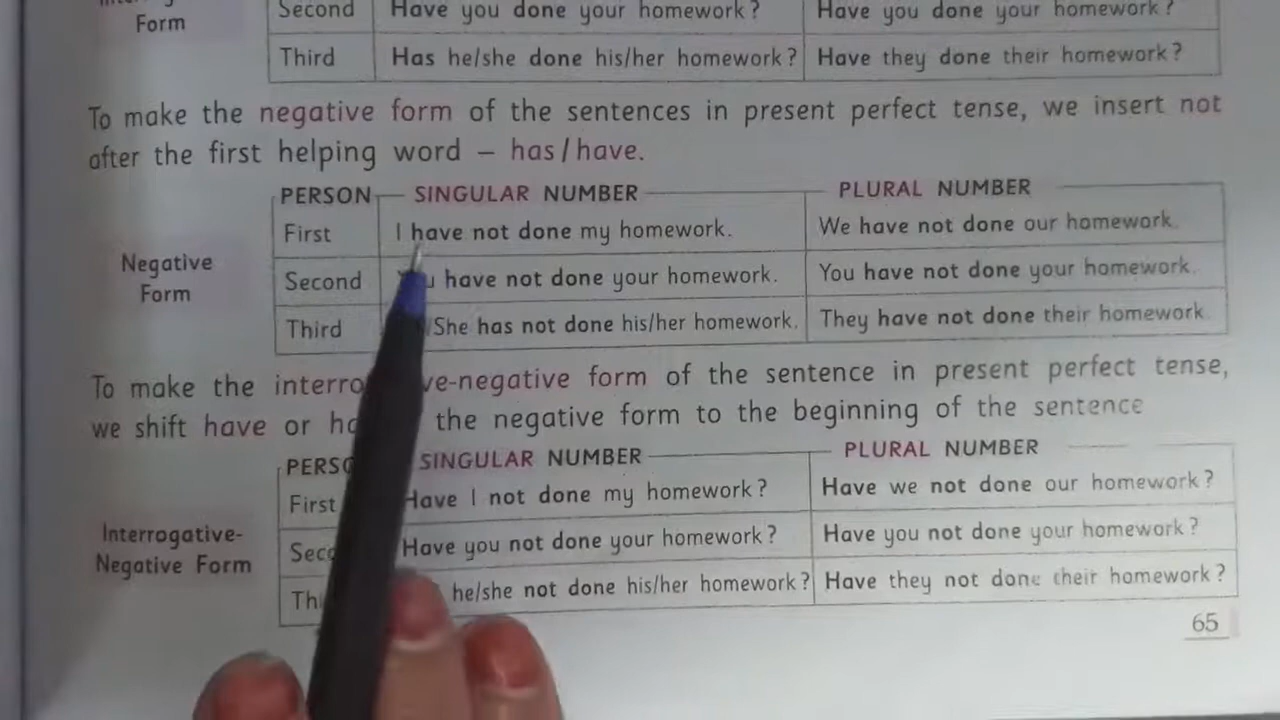 Form
Second Have you done your homework? Have you done your homework?
Third Has he/she done his/her homework? Have they done their homework?
To make the negative form of the sentences in present perfect tense, we insert not
after the first helping word – has/have.
PERSON SINGULAR NUMBER PLURAL NUMBER
First I have not done my homework. We have not done our homework.
Negative Form
Second have not done your homework. You have not done your homework.
Third She has not done his/her homework. They have not done their homework.
To make the negative form of the sentence in present perfect tense,
we shift have or the negative form to the beginning of the sentence
SINGULAR NUMBER PLURAL NUMBER
First Have I not done my homework? Have we not done our homework?
Interrogative-
Negative Form
Have you not done your homework? Have you not done your homework?
he/she not done his/her homework? Have they not done their homework?
65